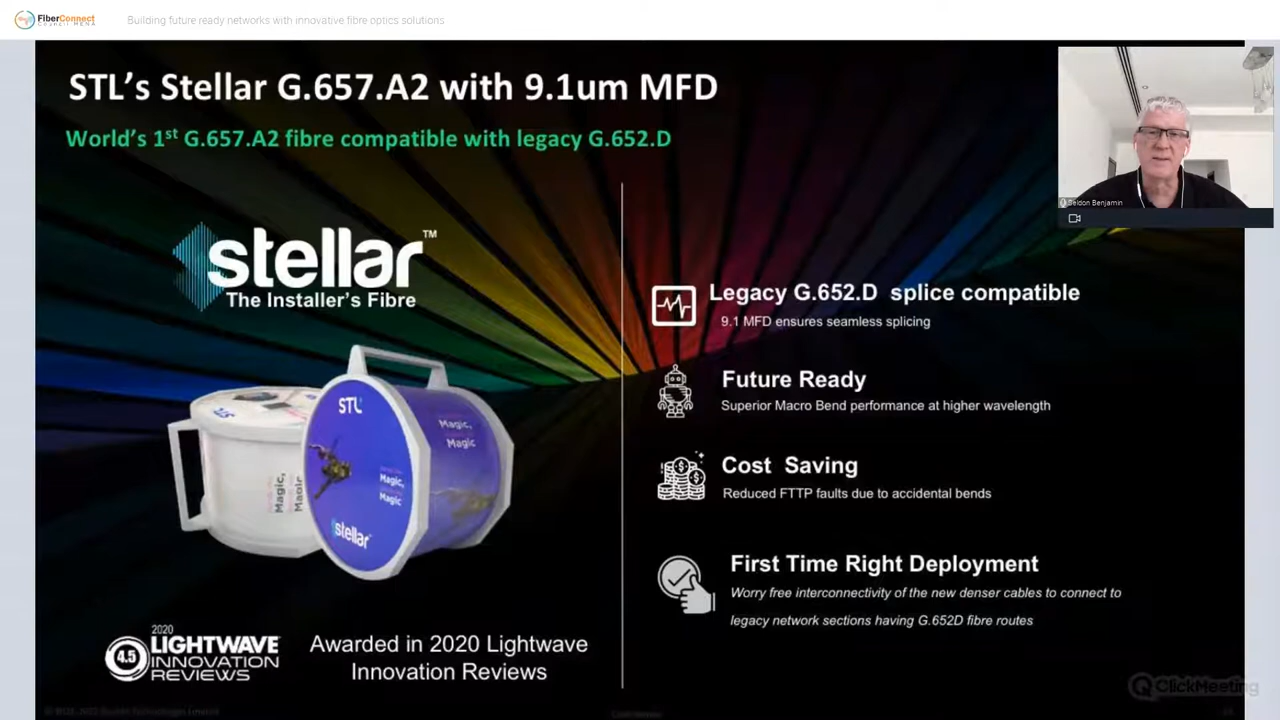 FiberConnect
Council MENA
Building future ready networks with innovative fibre optics solutions
STL's Stellar G.657.A2 with 9.1um MFD
World's 1st G.657.A2 fibre compatible with legacy G.652.D
Seldon Benjamin
stellar™
The Installer's Fibre
Legacy G.652.D splice compatible
9.1 MFD ensures seamless splicing
Future Ready
Superior Macro Bend performance at higher wavelength
Cost Saving
Reduced FTTP faults due to accidental bends
First Time Right Deployment
Worry free interconnectivity of the new denser cables to connect to
legacy network sections having G.652D fibre routes
STL
Magic,
Magic
Magic,
Magic
stellar
STL
Magic,
Magic
2020
4.5
LIGHTWAVE
INNOVATION
REVIEWS
Awarded in 2020 Lightwave
Innovation Reviews
ClickMeeting